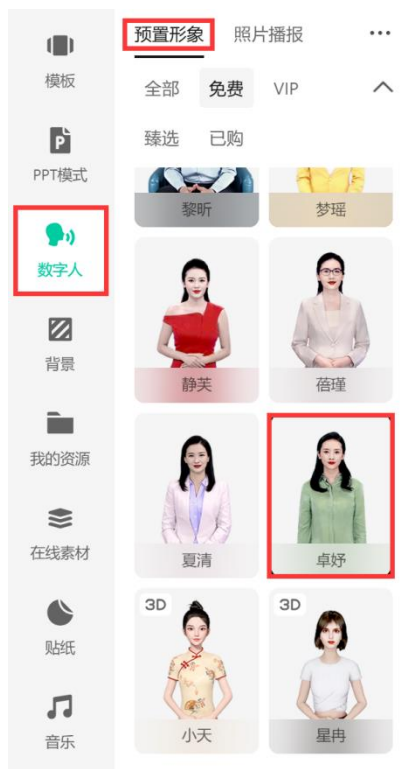 模板
PPT模式
数字人
背景
我的资源
在线素材
贴纸
音乐
预置形象 照片播报 ...
全部 免费 VIP
臻选 已购
黎昕 梦瑶
静芙 蓓瑾
夏清 卓妤
3D 3D
小天 星冉